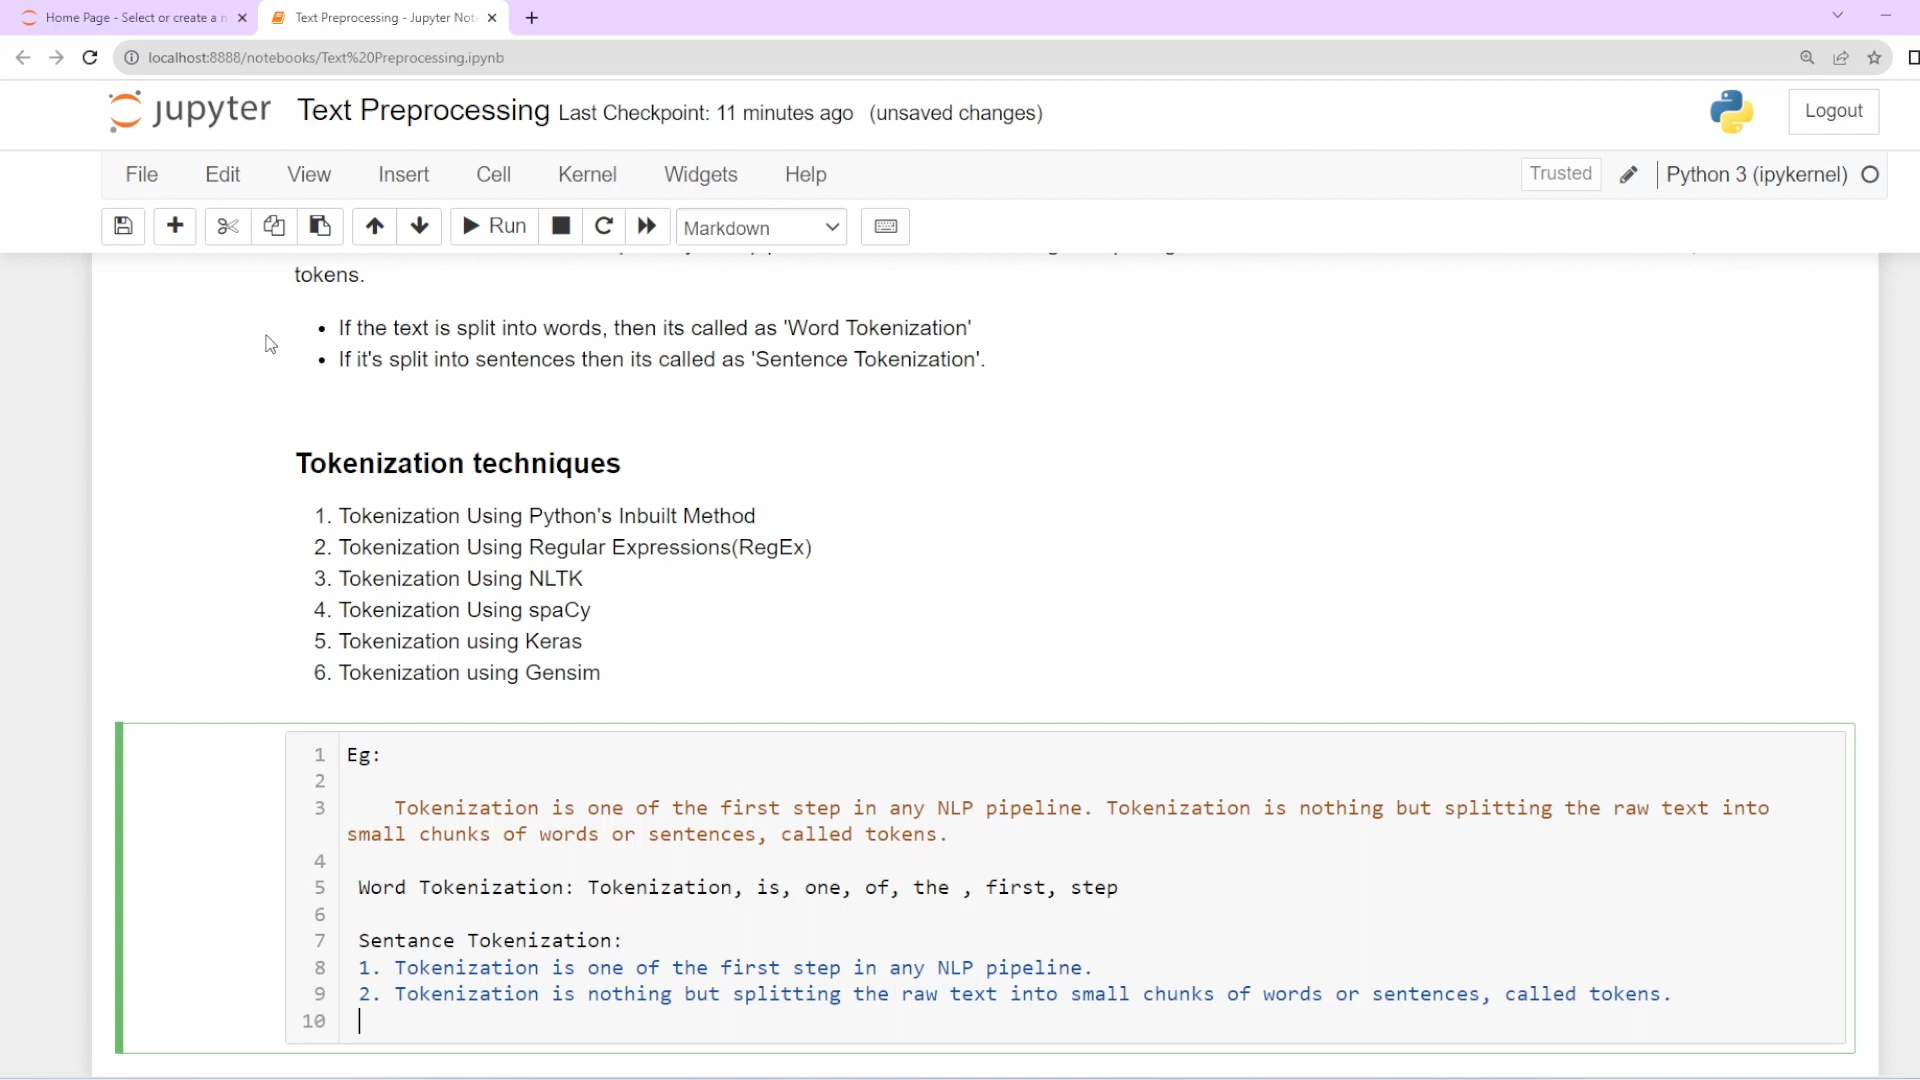 Home Page - Select or create a n
Text Preprocessing - Jupyter Not
localhost:8888/notebooks/Text%20Preprocessing.ipynb
jupyter Text Preprocessing Last Checkpoint: 11 minutes ago (unsaved changes)
Logout
File Edit View Insert Cell Kernel Widgets Help
Trusted Python 3 (ipykernel)
Run Markdown
tokens.
• If the text is split into words, then its called as 'Word Tokenization'
• If it's split into sentences then its called as 'Sentence Tokenization'.
Tokenization techniques
1. Tokenization Using Python's Inbuilt Method
2. Tokenization Using Regular Expressions(RegEx)
3. Tokenization Using NLTK
4. Tokenization Using spaCy
5. Tokenization using Keras
6. Tokenization using Gensim
1 Eg:
2
3 Tokenization is one of the first step in any NLP pipeline. Tokenization is nothing but splitting the raw text into
small chunks of words or sentences, called tokens.
4
5 Word Tokenization: Tokenization, is, one, of, the , first, step
6
7 Sentance Tokenization:
8 1. Tokenization is one of the first step in any NLP pipeline.
9 2. Tokenization is nothing but splitting the raw text into small chunks of words or sentences, called tokens.
10